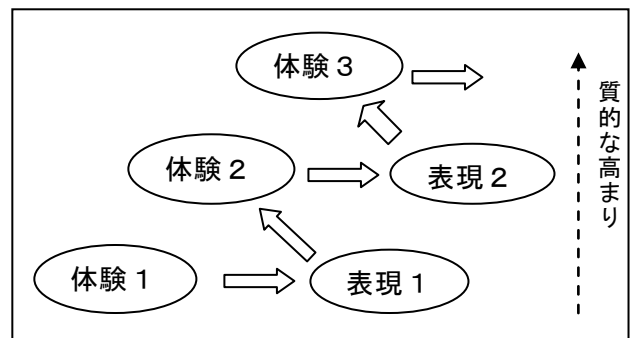 体験３
体験２
表現２
体験１
表現１
質的な高まり